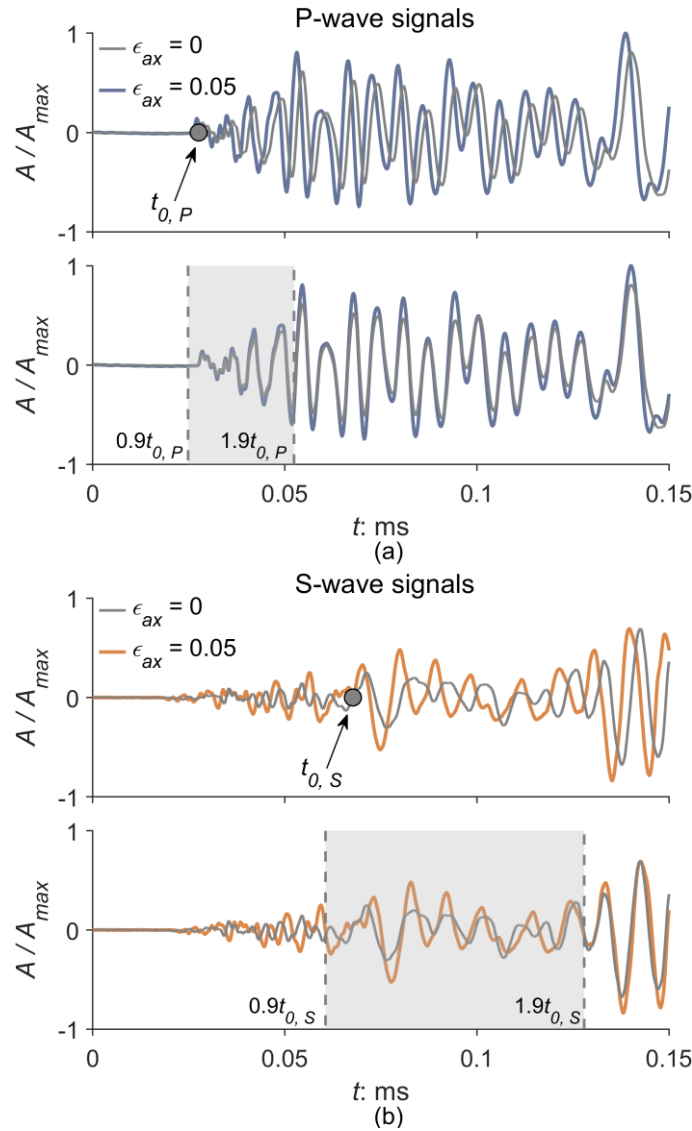 P-wave signals
1
ϵax = 0
ϵax = 0.05
0
A / Amax
t0, P
-1
1
0
A / Amax
0.9t0, P
1.9t0, P
-1
0
0.05
0.1
0.15
t: ms
(a)
S-wave signals
1
ϵax = 0
ϵax = 0.05
0
A / Amax
t0, S
-1
1
0
A / Amax
0.9t0, S
1.9t0, S
-1
0
0.05
0.1
0.15
t: ms
(b)